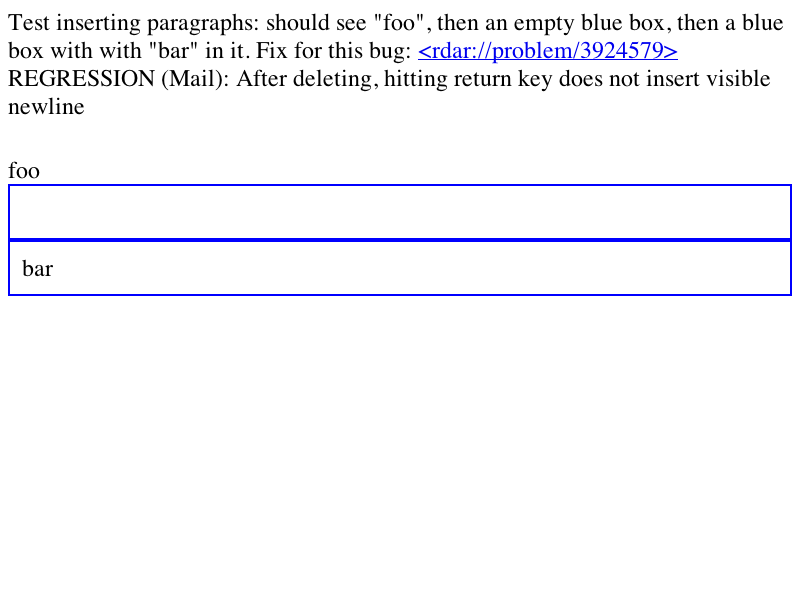 Test inserting paragraphs: should see "foo", then an empty blue box, then a blue
box with with "bar" in it. Fix for this bug: <rdar://problem/3924579>
REGRESSION (Mail): After deleting, hitting return key does not insert visible
newline
foo
bar